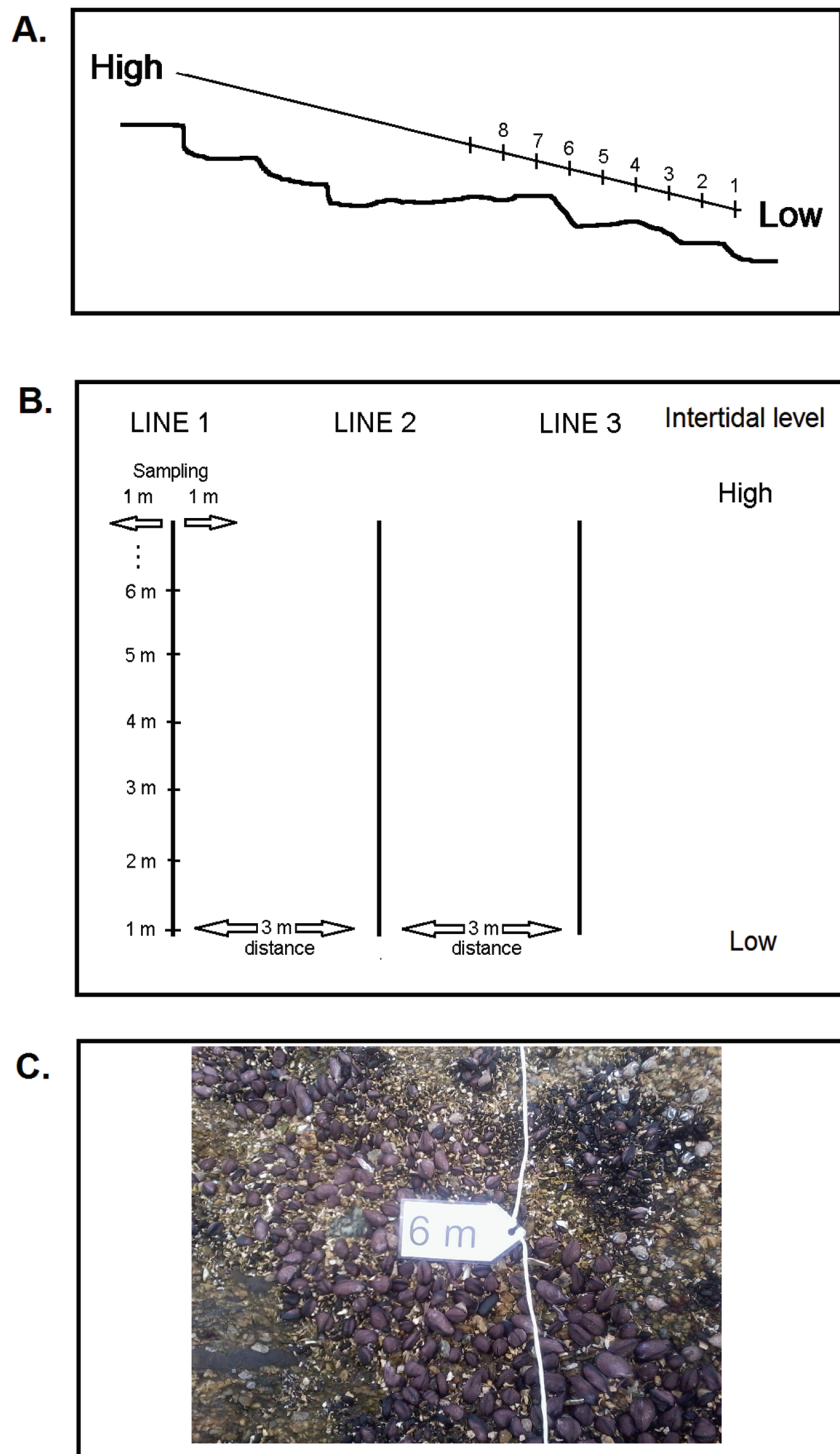 A.
High
8
7
6
5
4
3
2
1
Low
B.
LINE 1 LINE 2 LINE 3 Intertidal level
Sampling
1 m 1 m
High
6 m
5 m
4 m
3 m
2 m
1 m
3 m
distance
3 m
distance
Low
C.
6 m